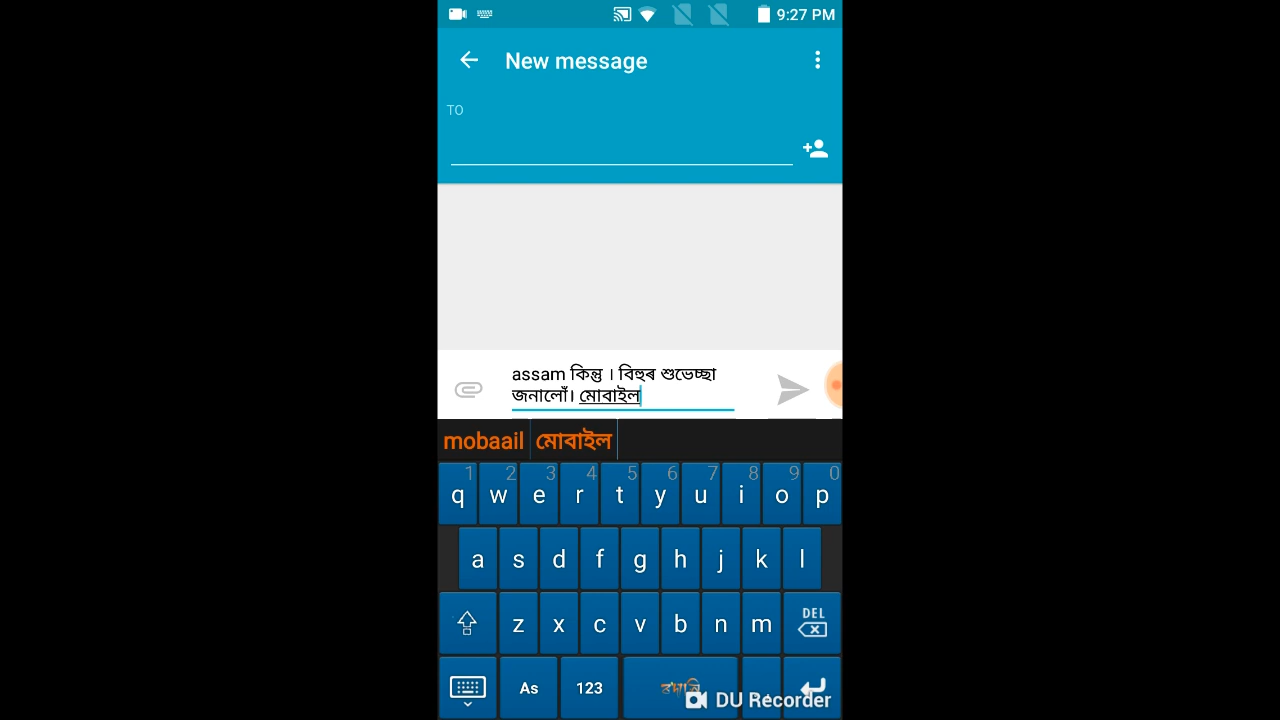 9:27 PM
New message
TO
assam কিন্তু । বিহুৰ শুভেচ্ছা
জনালোঁ। মোবাইল
mobaail মোবাইল
1 2 3 4 5 6 7 8 9 0
q w e r t y u i o p
a s d f g h j k l
DEL
z x c v b n m
As 123
DU Recorder